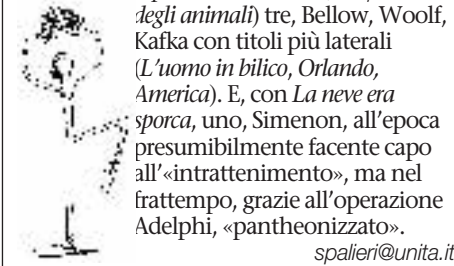 degli animali) tre, Bellow, Woolf,
Kafka con titoli più laterali
(L'uomo in bilico, Orlando,
America). E, con La neve era
sporca, uno, Simenon, all'epoca
presumibilmente facente capo
all'«intrattenimento», ma nel
frattempo, grazie all'operazione
Adelphi, «pantheonizzato».
spalieri@unita.it